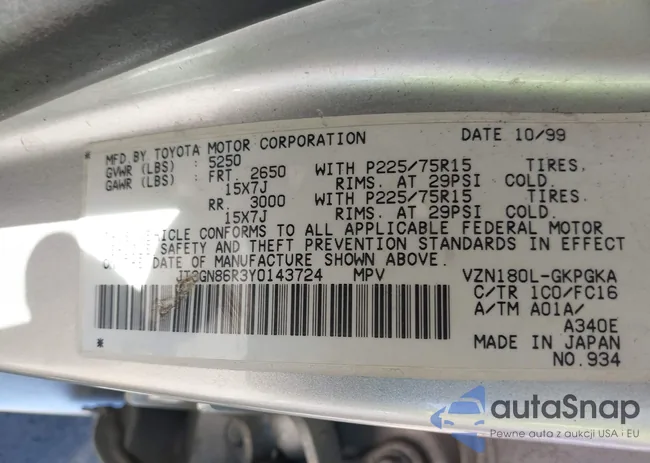 MFD. BY TOYOTA MOTOR CORPORATION DATE 10/99
GVWR (LBS) : 5250
GAWR (LBS) : FRT. 2650 WITH P225/75R15 TIRES.
15X7J RIMS. AT 29PSI COLD.
RR. 3000 WITH P225/75R15 TIRES.
15X7J RIMS. AT 29PSI COLD.
VEHICLE CONFORMS TO ALL APPLICABLE FEDERAL MOTOR
SAFETY AND THEFT PREVENTION STANDARDS IN EFFECT
DATE OF MANUFACTURE SHOWN ABOVE.
JT3GN86R3Y0143724 MPV VZN180L-GKPGKA
C/TR 1C0/FC16
A/TM A01A/
A340E
MADE IN JAPAN
NO.934
autoSnap
Pewne auta z aukcji USA i EU